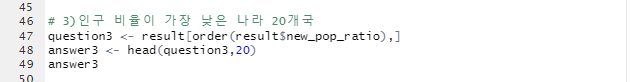 45
46 # 3)인구 비율이 가장 낮은 나라 20개국
47 question3 <- result[order(result$new_pop_ratio),]
48 answer3 <- head(question3,20)
49 answer3
50